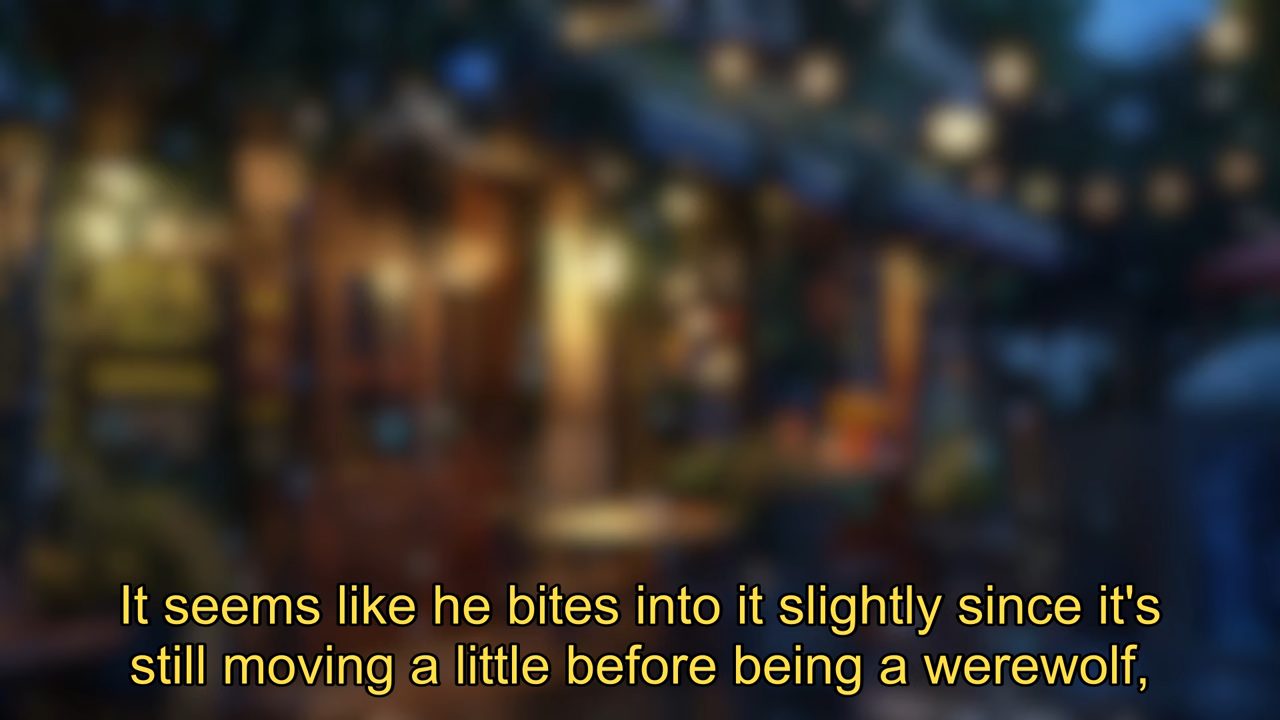 It seems like he bites into it slightly since it's
still moving a little before being a werewolf,